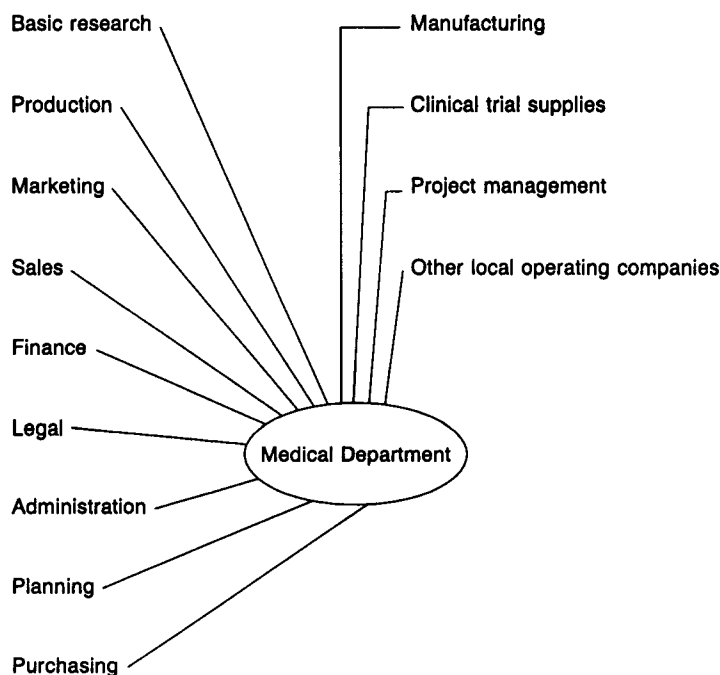 Basic research
Production
Marketing
Sales
Finance
Legal
Administration
Planning
Purchasing
Manufacturing
Clinical trial supplies
Project management
Other local operating companies
Medical Department